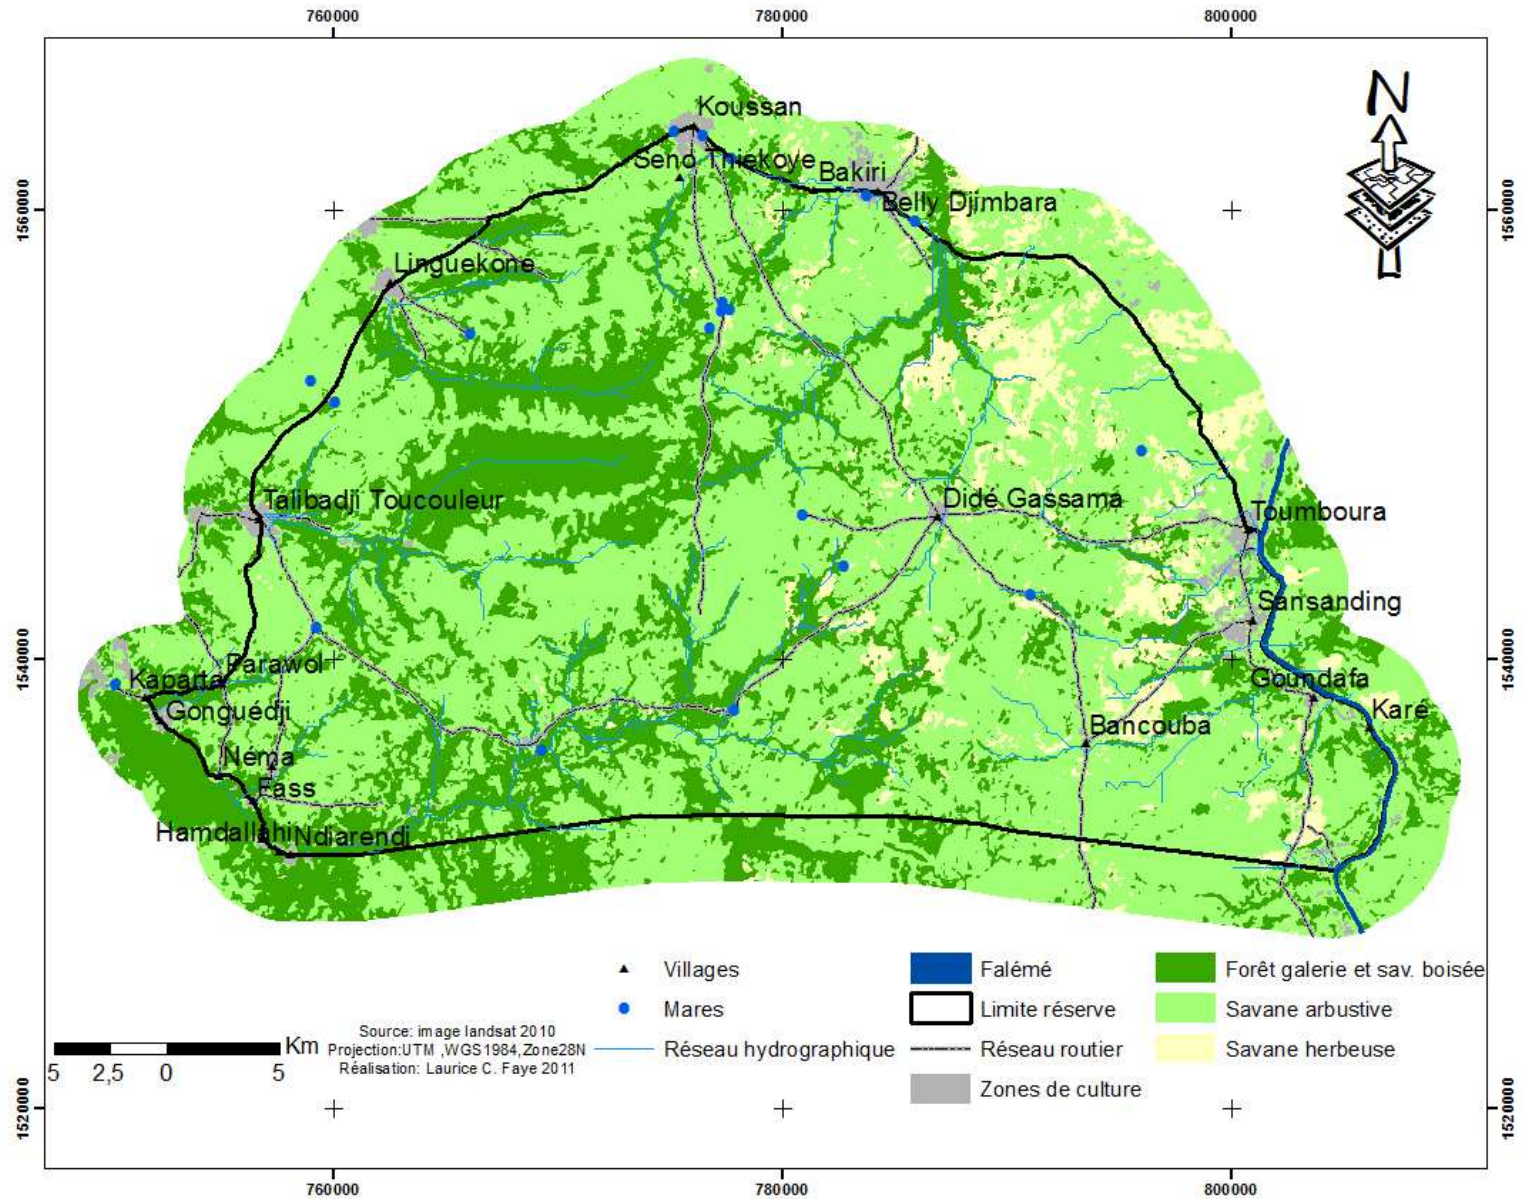 760000
780000
800000
N
Koussan
Seno Thiekoye
Bakiri
Belly Djimbara
1560000
1560000
Linguekone
Talibadji Toucouleur
Didé Gassama
Toumboura
Sansanding
1540000
1540000
Parawol
Kaparta
Goundafa
Gonguédji
Karé
Bancouba
Néma
Fass
Hamdallahi
Ndiarendi
Villages
Falémé
Forêt galerie et sav. boisée
Mares
Limite réserve
Savane arbustive
Réseau hydrographique
Réseau routier
Savane herbeuse
Zones de culture
Km
5 2,5 0 5
Source: image landsat 2010
Projection:UTM ,WGS1984,Zone28N
Réalisation: Laurice C. Faye 2011
1520000
1520000
760000
780000
800000